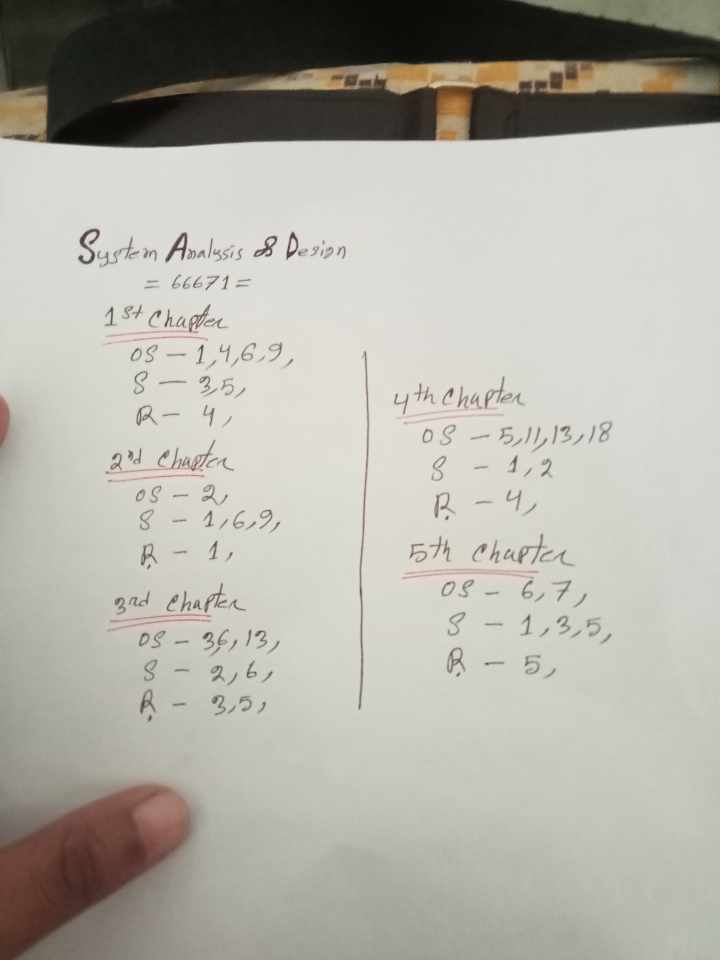 System Analysis & Design
= 66671 =
1st Chapter
OS - 1,4,6,9,
S - 3,5,
R - 4,
2nd Chapter
OS - 2,
S - 1,6,9,
R - 1,
3rd Chapter
OS - 3,6,13,
S - 2,6,
R - 3,5,
4th Chapter
OS - 5,11,13,18
S - 1,2
R - 4,
5th Chapter
OS - 6,7,
S - 1,3,5,
R - 5,